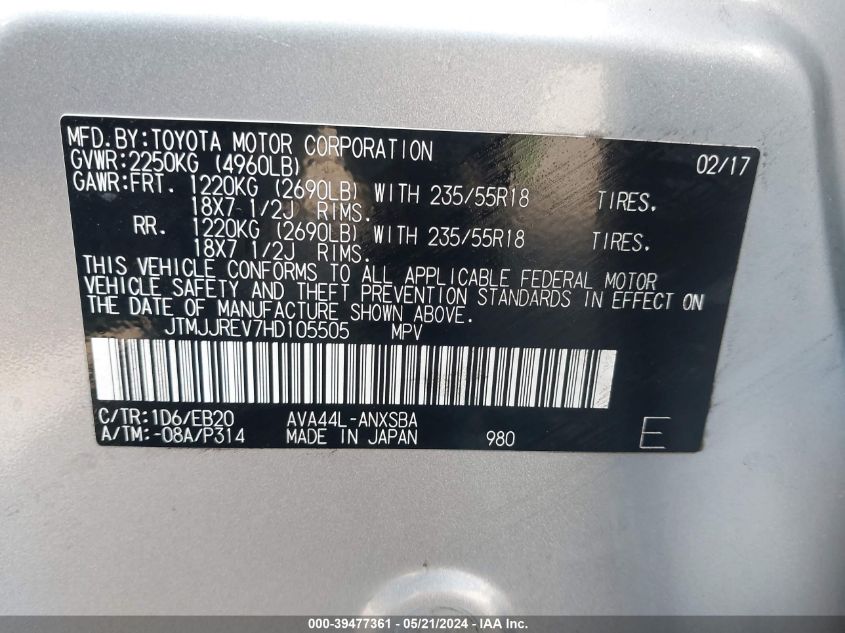 MFD.BY:TOYOTA MOTOR CORPORATION 02/17
GVWR:2250KG (4960LB)
GAWR:FRT. 1220KG (2690LB) WITH 235/55R18 TIRES.
18X7 1/2J RIMS.
RR. 1220KG (2690LB) WITH 235/55R18 TIRES.
18X7 1/2J RIMS.
THIS VEHICLE CONFORMS TO ALL APPLICABLE FEDERAL MOTOR
VEHICLE SAFETY AND THEFT PREVENTION STANDARDS IN EFFECT ON
THE DATE OF MANUFACTURE SHOWN ABOVE.
JTMJJREV7HD105505 MPV
C/TR:1D6/EB20 AVA44L-ANXSBA
A/TM:-08A/P314 MADE IN JAPAN 980 E
000-39477361 - 05/21/2024 - IAA Inc.